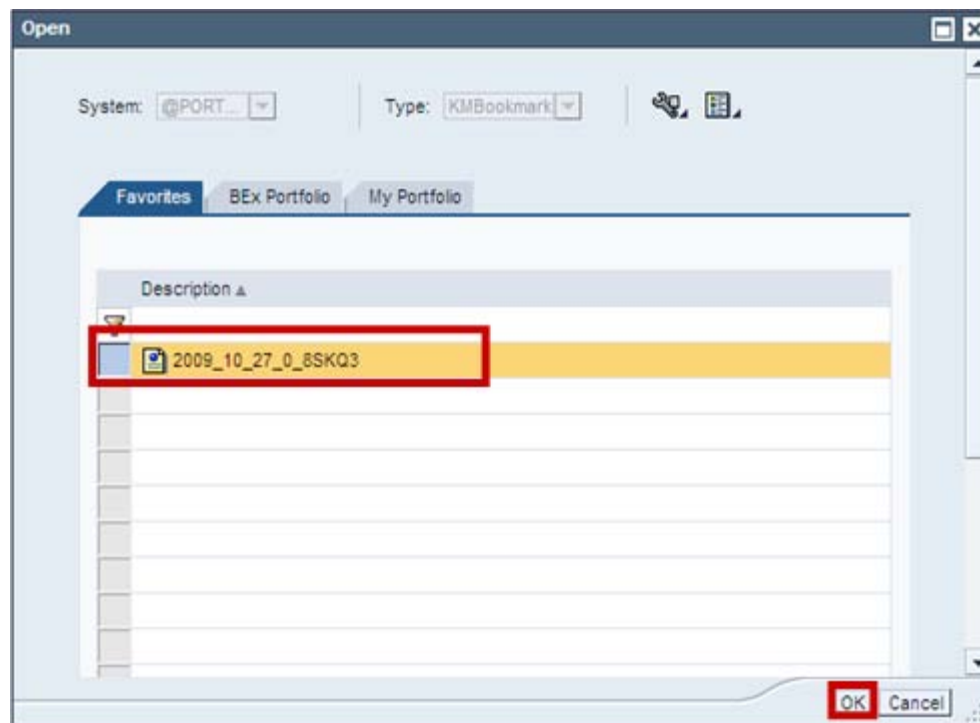 Open
System: @PORT... Type: KMBookmark
Favorites BEx Portfolio My Portfolio
Description
2009_10_27_0_8SKQ3
OK Cancel